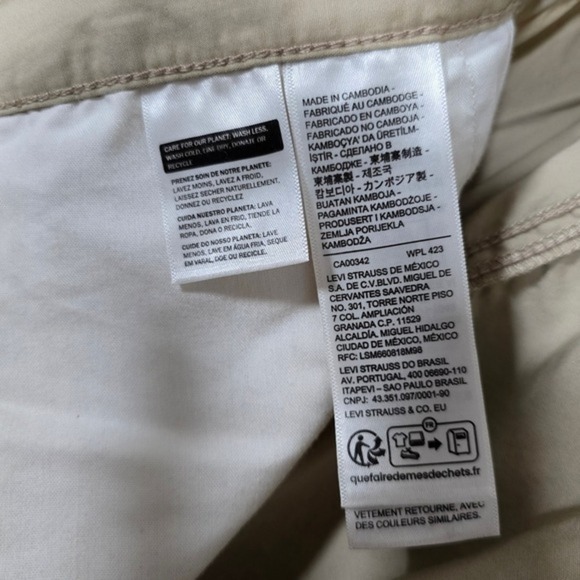 CARE FOR OUR PLANET: WASH LESS,
WASH COLD, LINE DRY, DONATE OR
RECYCLE.
PRENEZ SOIN DE NOTRE PLANETE:
LAVEZ MOINS, LAVEZ A FROID,
LAISSEZ SECHER NATURELLEMENT,
DONNEZ OU RECYCLEZ.
CUIDA NUESTRO PLANETA: LAVA
MENOS, LAVA EN FRIO, TIENDE LA
ROPA, DONA O RECICLA.
CUIDE DO NOSSO PLANETA: LAVE
MENOS, LAVE EM ÁGUA FRIA, SEQUE
EM VARAL, DOE OU RECICLE.
MADE IN CAMBODIA -
FABRIQUÉ AU CAMBODGE -
FABRICADO EN CAMBOYA -
FABRICADO NO CAMBOJA -
KAMBOÇYA' DA ÜRETİLM-
İŞTİR - СДЕЛАНО В
КАМБОДЖЕ - 柬埔寨制造 -
柬埔寨製 - 제조국
캄보디아 - カンボジア製 -
BUATAN KAMBOJA -
PAGAMINTA KAMBODŽOJE -
PRODUSERT I KAMBODSJA -
ZEMLJA PORIJEKLA
KAMBODŽA
CA00342 WPL 423
LEVI STRAUSS DE MÉXICO
S.A. DE C.V.BLVD. MIGUEL DE
CERVANTES SAAVEDRA
NO. 301, TORRE NORTE PISO
7 COL. AMPLIACIÓN
GRANADA C.P. 11529
ALCALDÍA. MIGUEL HIDALGO
CIUDAD DE MÉXICO, MÉXICO
RFC: LSM660816M98
LEVI STRAUSS DO BRASIL
AV. PORTUGAL, 400 06690-110
ITAPEVI – SAO PAULO BRASIL
CNPJ: 43.351.097/0001-90
LEVI STRAUSS & CO. EU
FR
quefairedemesdechets.fr
VETEMENT RETOURNE, AVEC
DES COULEURS SIMILAIRES.